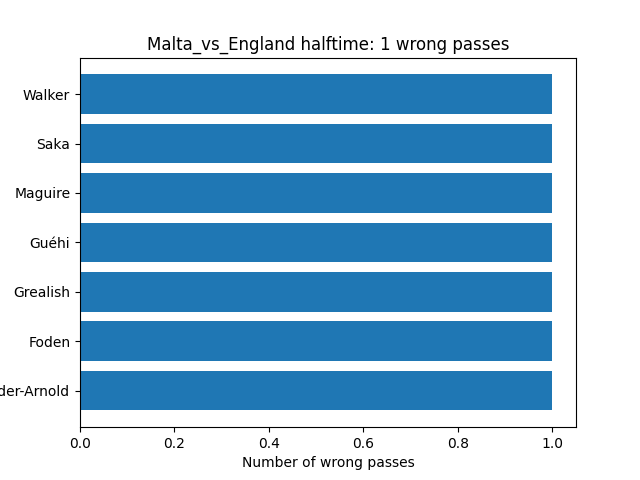 Malta_vs_England halftime: 1 wrong passes
Walker
Saka
Maguire
Guéhi
Grealish
Foden
der-Arnold
0.0 0.2 0.4 0.6 0.8 1.0
Number of wrong passes